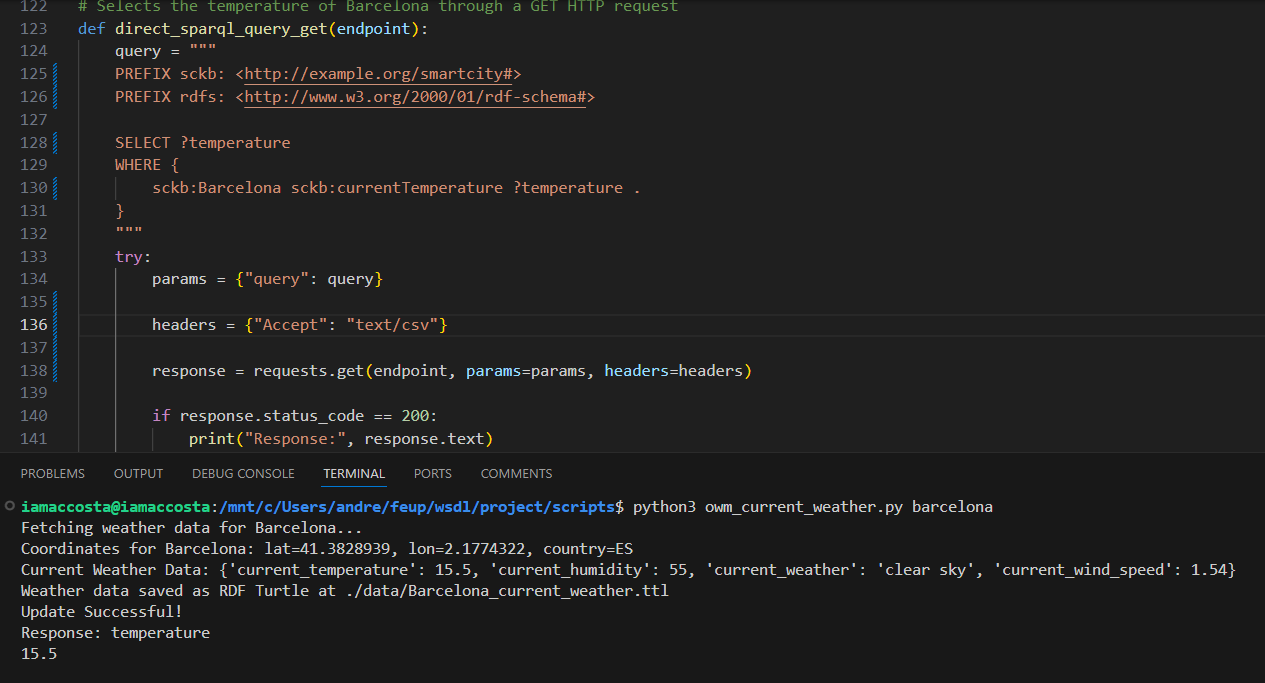 122 # Selects the temperature of Barcelona through a GET HTTP request
123 def direct_sparql_query_get(endpoint):
124 query = """
125 PREFIX sckb: <http://example.org/smartcity#>
126 PREFIX rdfs: <http://www.w3.org/2000/01/rdf-schema#>
127
128 SELECT ?temperature
129 WHERE {
130 sckb:Barcelona sckb:currentTemperature ?temperature .
131 }
132 """
133 try:
134 params = {"query": query}
135
136 headers = {"Accept": "text/csv"}
137
138 response = requests.get(endpoint, params=params, headers=headers)
139
140 if response.status_code == 200:
141 print("Response:", response.text)
PROBLEMS OUTPUT DEBUG CONSOLE TERMINAL PORTS COMMENTS
iamaccosta@iamaccosta:/mnt/c/Users/andre/feup/wsdl/project/scripts$ python3 owm_current_weather.py barcelona
Fetching weather data for Barcelona...
Coordinates for Barcelona: lat=41.3828939, lon=2.1774322, country=ES
Current Weather Data: {'current_temperature': 15.5, 'current_humidity': 55, 'current_weather': 'clear sky', 'current_wind_speed': 1.54}
Weather data saved as RDF Turtle at ./data/Barcelona_current_weather.ttl
Update Successful!
Response: temperature
15.5